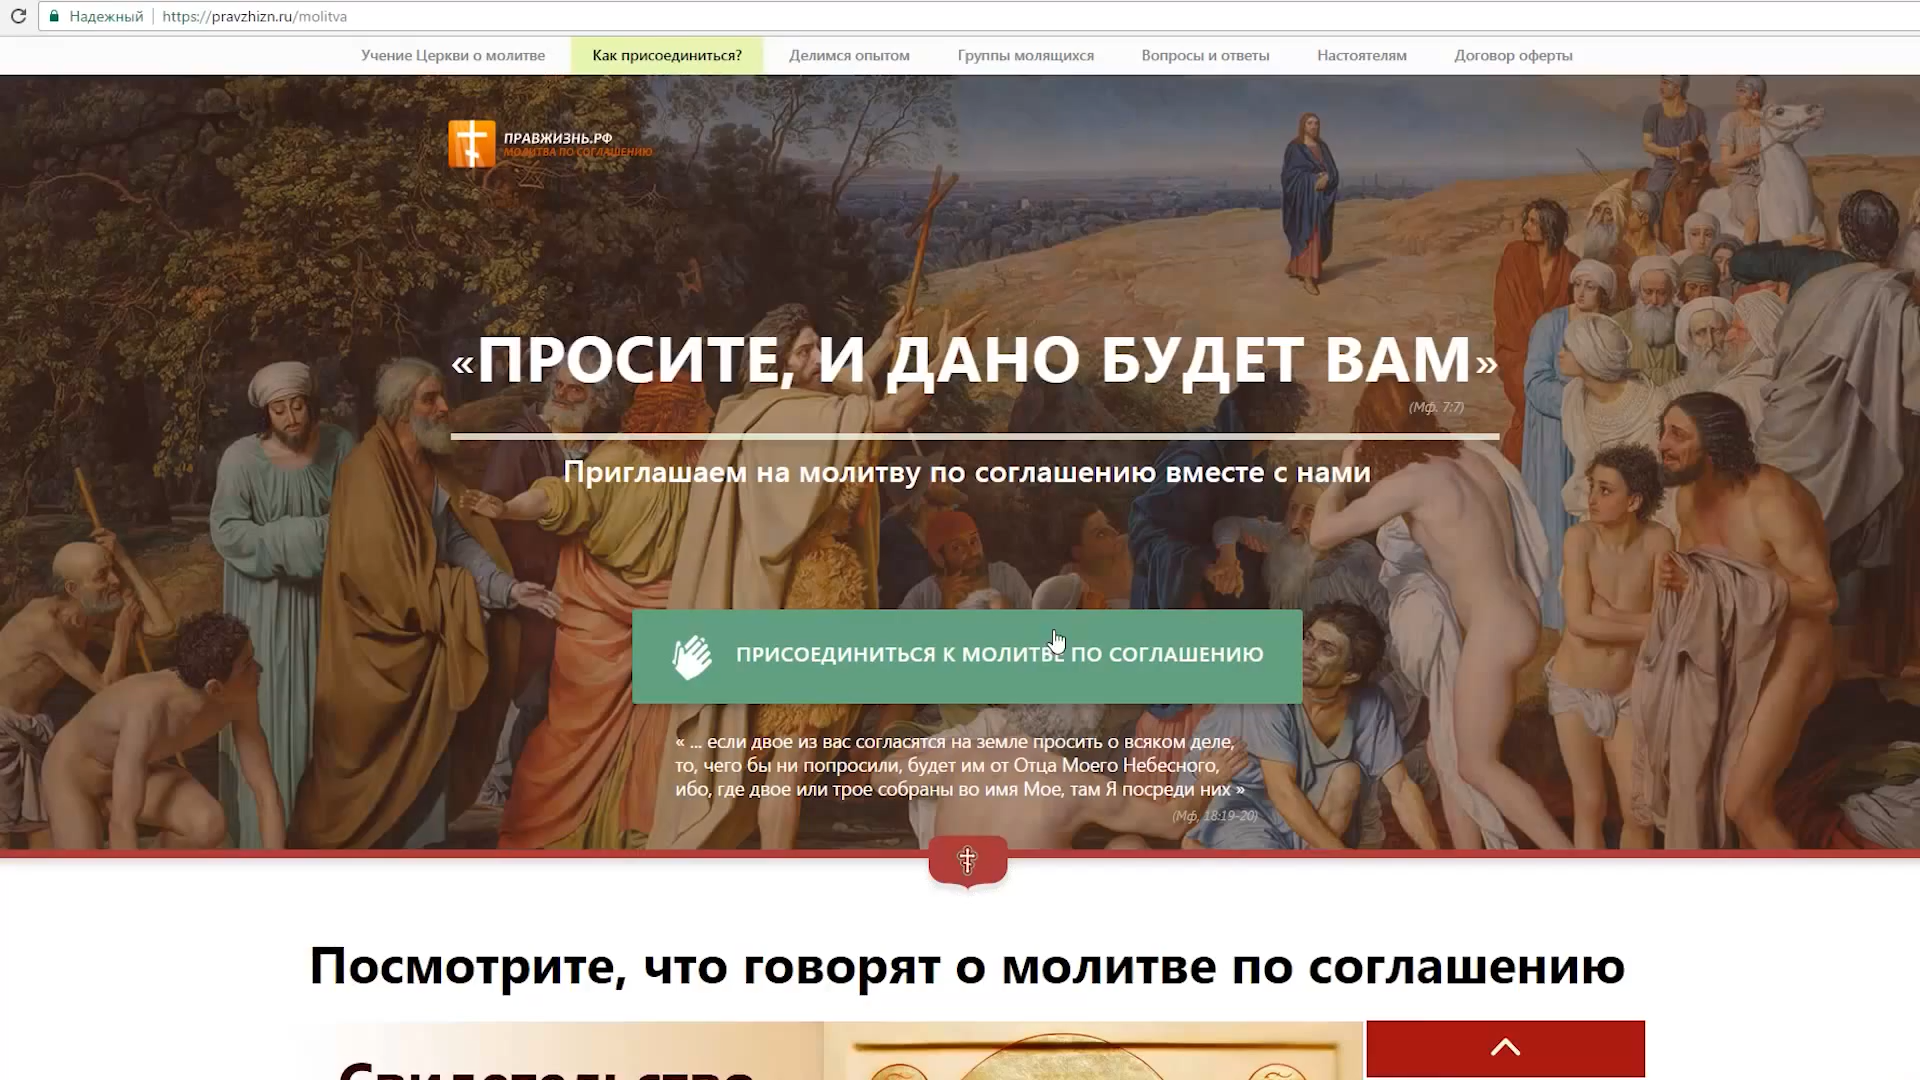 Надежный
https://pravzhizn.ru/molitva
Учение Церкви о молитве
Как присоединиться?
Делимся опытом
Группы молящихся
Вопросы и ответы
Настоятелям
Договор оферты
ПРАВЖИЗНЬ.РФ
МОЛИТВА ПО СОГЛАШЕНИЮ
«ПРОСИТЕ, И ДАНО БУДЕТ ВАМ»
(Мф. 7:7)
Приглашаем на молитву по соглашению вместе с нами
ПРИСОЕДИНИТЬСЯ К МОЛИТВЕ ПО СОГЛАШЕНИЮ
« ... если двое из вас согласятся на земле просить о всяком деле,
то, чего бы ни попросили, будет им от Отца Моего Небесного,
ибо, где двое или трое собраны во имя Мое, там Я посреди них »
(Мф, 18:19-20)
Посмотрите, что говорят о молитве по соглашению
Свидетельство